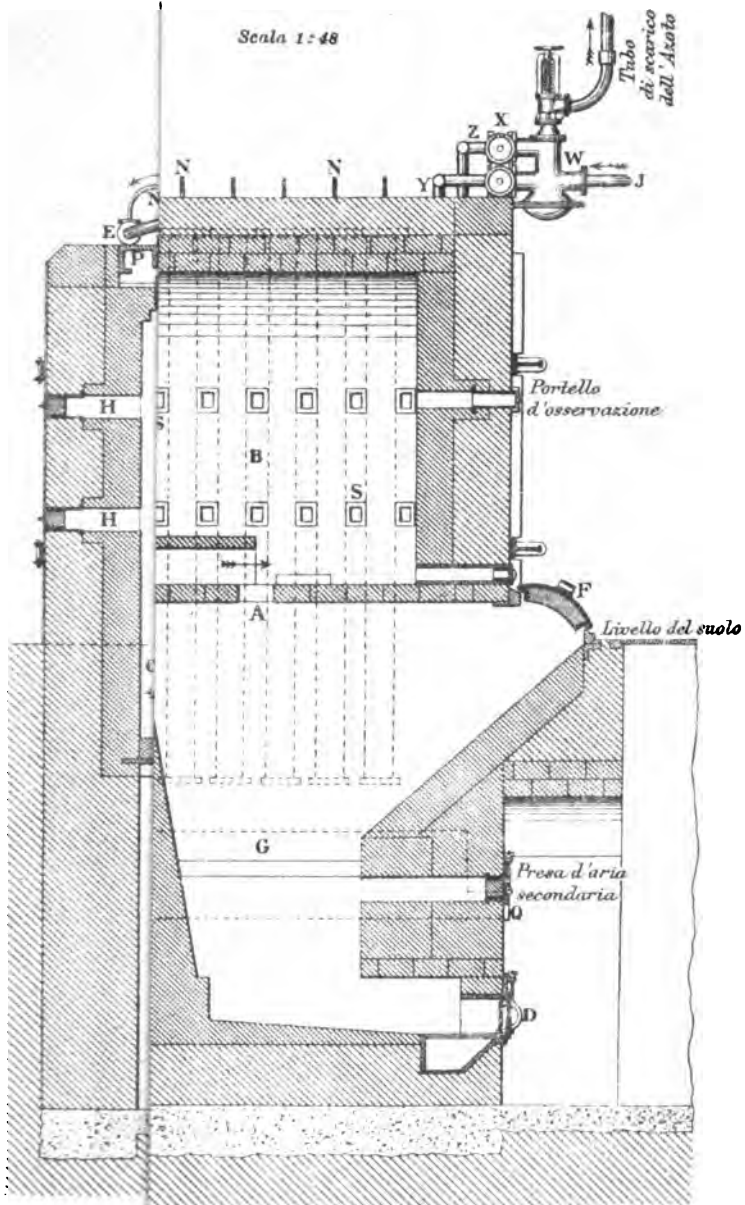 Scala 1:48
Tubo
di scarico
dell'Azoto
Z
X
W
J
Z
Z
Y
N
E
P
Portello
d'osservazione
H
S
B
H
S
A
F
Livello del suolo
C
G
Presa d'aria
secondaria
Q
D